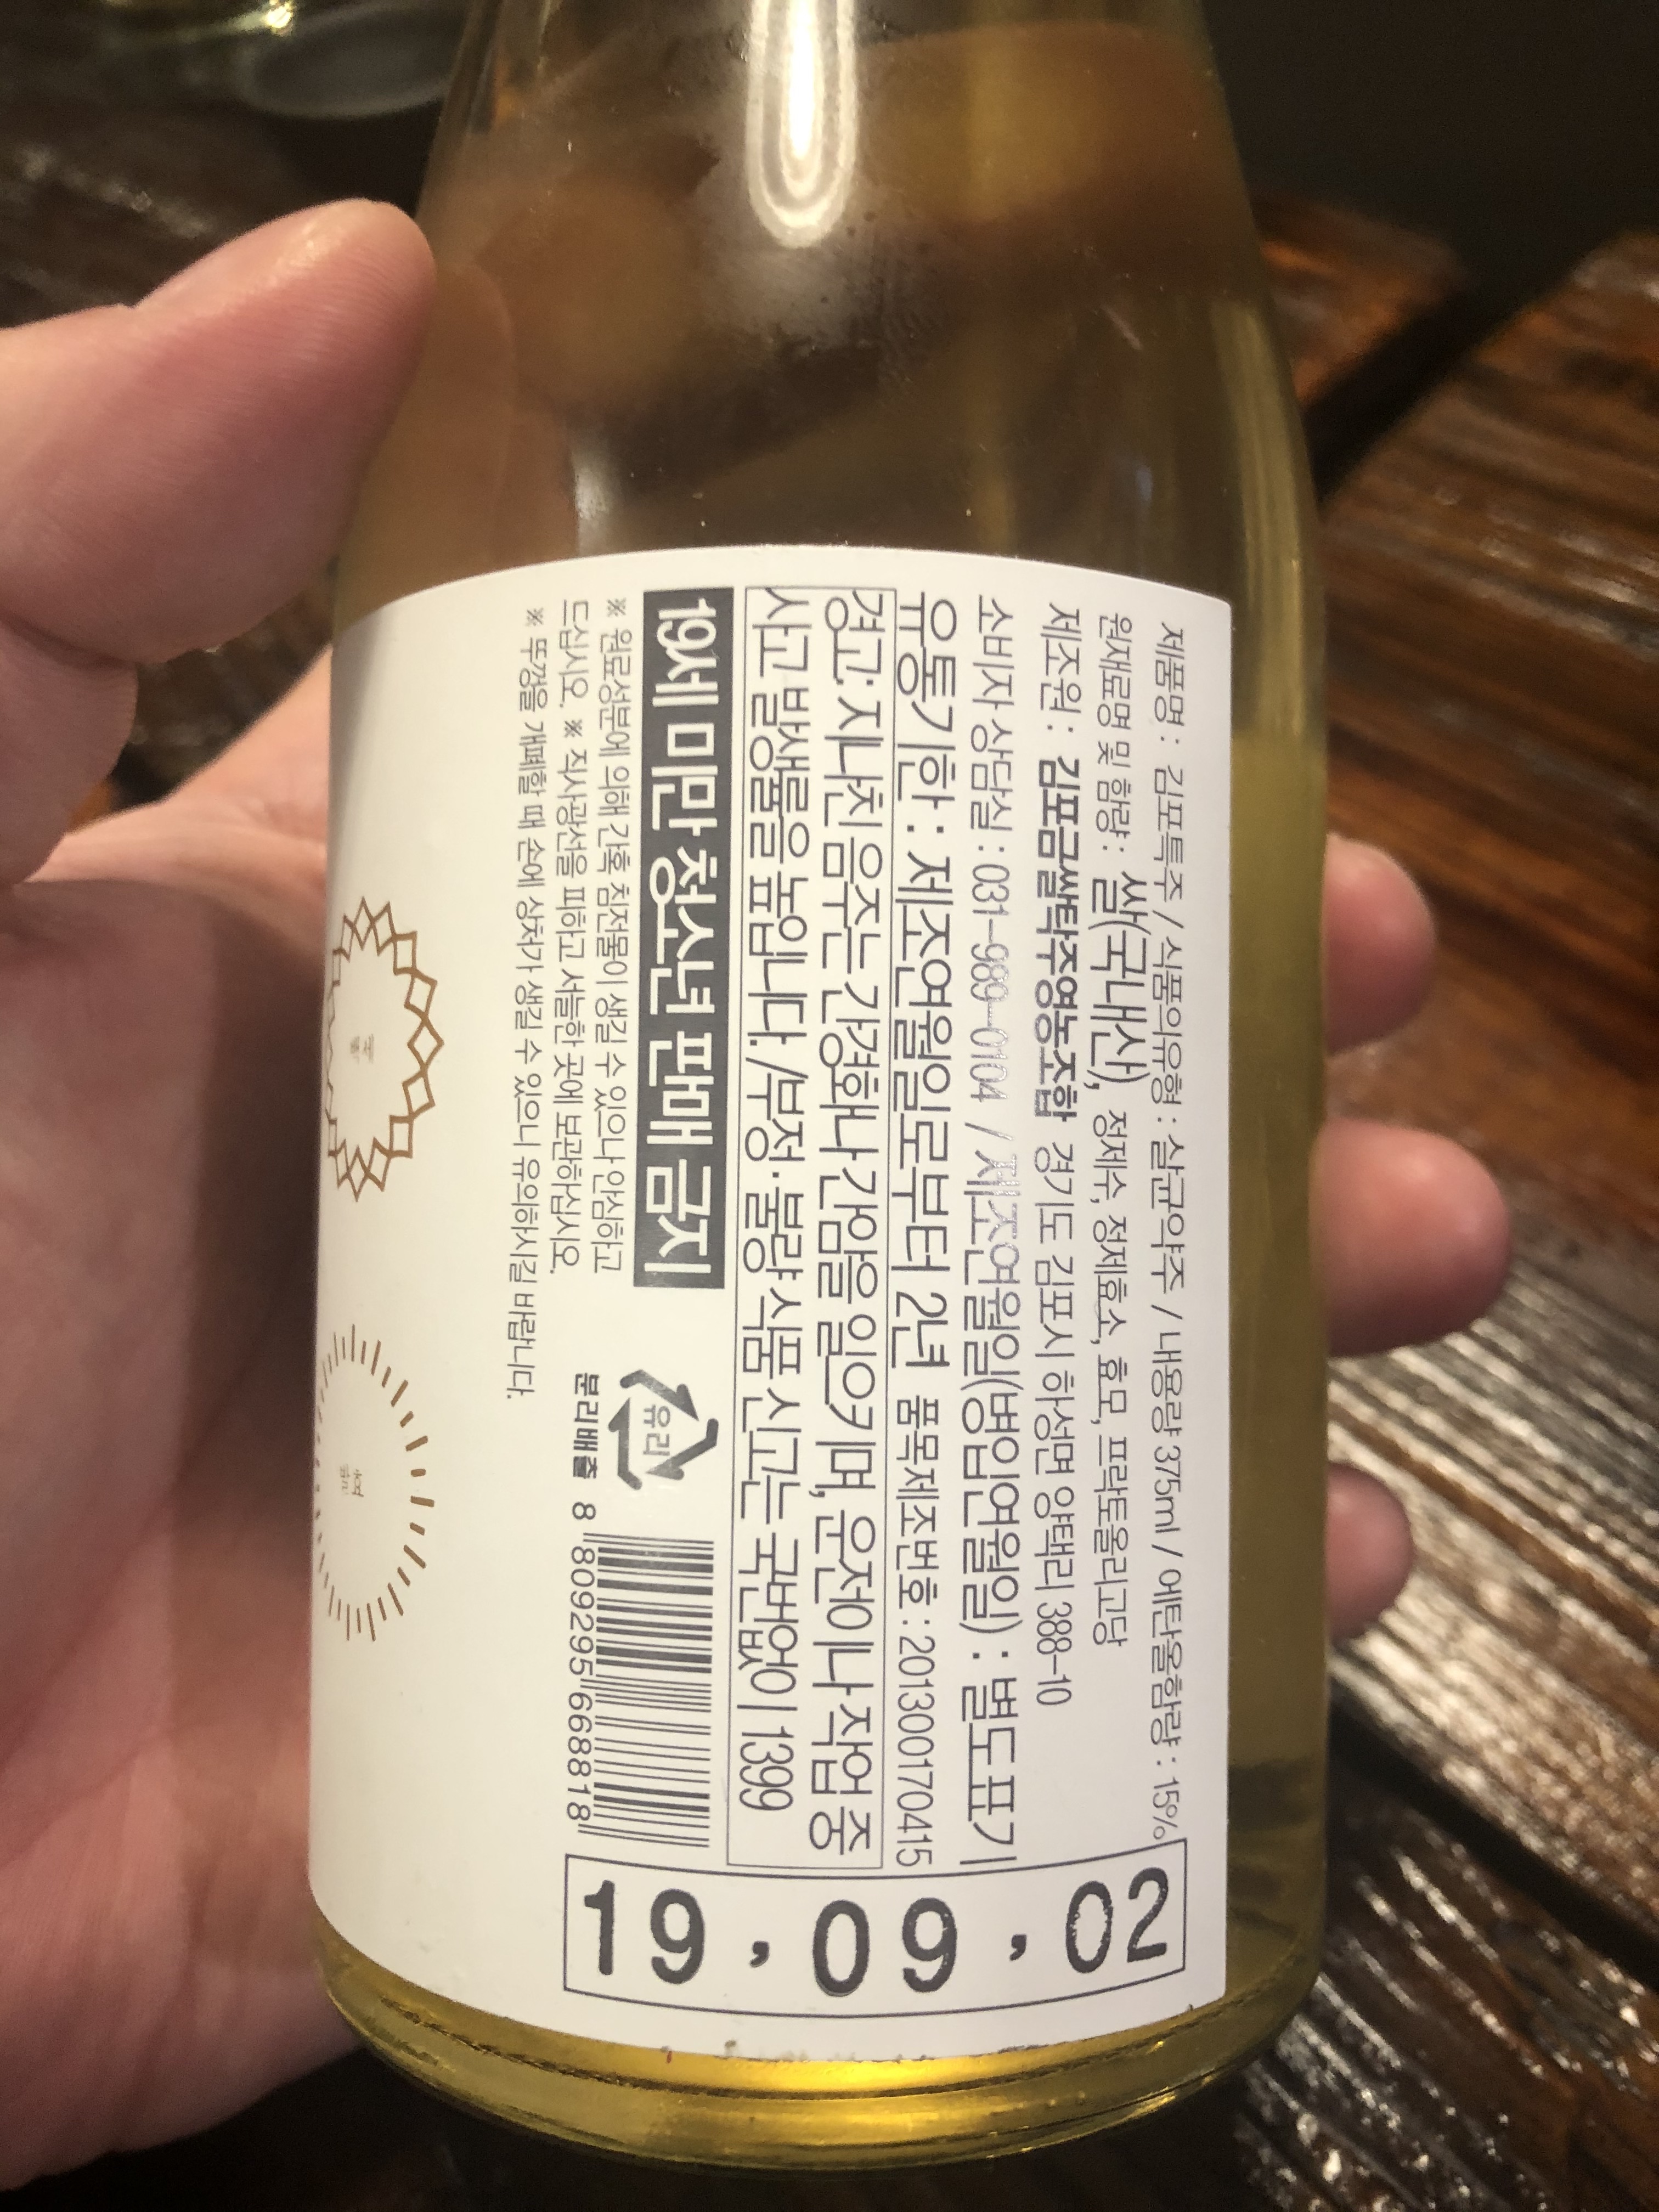 제품명 : 김포특주 / 식품의유형 : 살균약주 / 내용량 375ml / 에탄올함량 : 15%
원재료명 및 함량 : 쌀(국내산), 정제수, 정제효소, 효모, 프락토올리고당
제조원 : 김포금쌀탁주영농조합 경기도 김포시 하성면 양택리 388-10
소비자 상담실 : 031-989-0104 / 제조연월일(병입연월일) : 별도표기
유통기한 : 제조연월일로부터 2년 품목제조번호 : 201300170415
경고: 지나친 음주는 간경화나 간암을 일으키며, 운전이나 작업 중
사고 발생률을 높입니다. /부정·불량식품 신고는 국번없이 1399
19세 미만 청소년 판매 금지
※ 원료성분에 의해 간혹 침전물이 생길 수 있으나 안심하고
드십시오. ※ 직사광선을 피하고 서늘한 곳에 보관하십시오.
※ 뚜껑을 개폐할 때 손에 상처가 생길 수 있으니 유의하시길 바랍니다.
유리
분리배출
8 809295 668818
발효
19,09,02